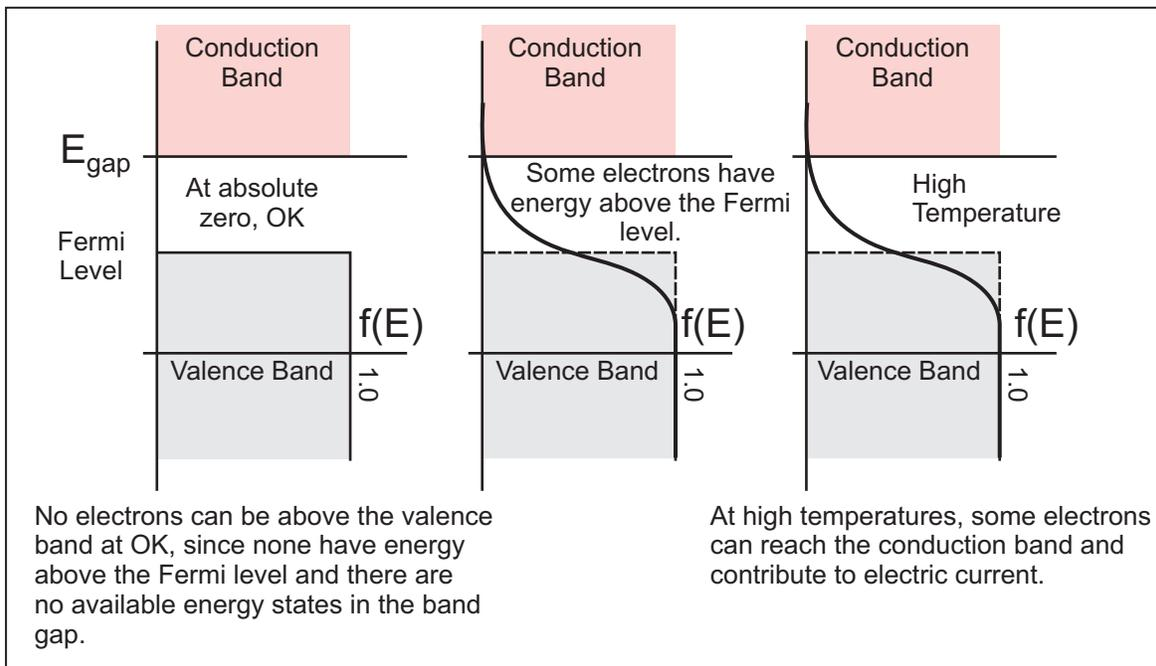 Conduction
Band
E gap
At absolute
zero, OK
Fermi
Level
f(E)
Valence Band
1.0
Conduction
Band
Some electrons have
energy above the Fermi
level.
f(E)
Valence Band
1.0
Conduction
Band
High
Temperature
f(E)
Valence Band
1.0
No electrons can be above the valence
band at OK, since none have energy
above the Fermi level and there are
no available energy states in the band
gap.
At high temperatures, some electrons
can reach the conduction band and
contribute to electric current.